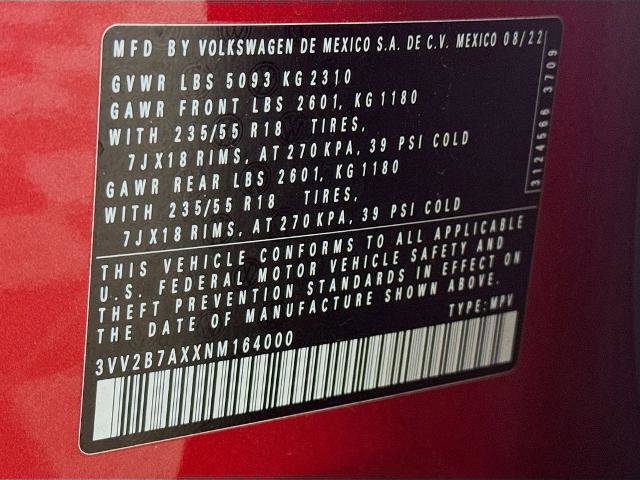 MFD BY VOLKSWAGEN DE MEXICO S.A. DE C.V. MEXICO 08/22
GVWR LBS 5093 KG 2310
GAWR FRONT LBS 2601, KG 1180
WITH 235/55 R18 TIRES,
7JX18 RIMS, AT 270 KPA, 39 PSI COLD
GAWR REAR LBS 2601, KG 1180
WITH 235/55 R18 TIRES,
7JX18 RIMS, AT 270 KPA, 39 PSI COLD
3124566 3709
THIS VEHICLE CONFORMS TO ALL APPLICABLE
U.S. FEDERAL MOTOR VEHICLE SAFETY AND
THEFT PREVENTION STANDARDS IN EFFECT ON
THE DATE OF MANUFACTURE SHOWN ABOVE.
3VV2B7AXXNM164000 TYPE: MPV